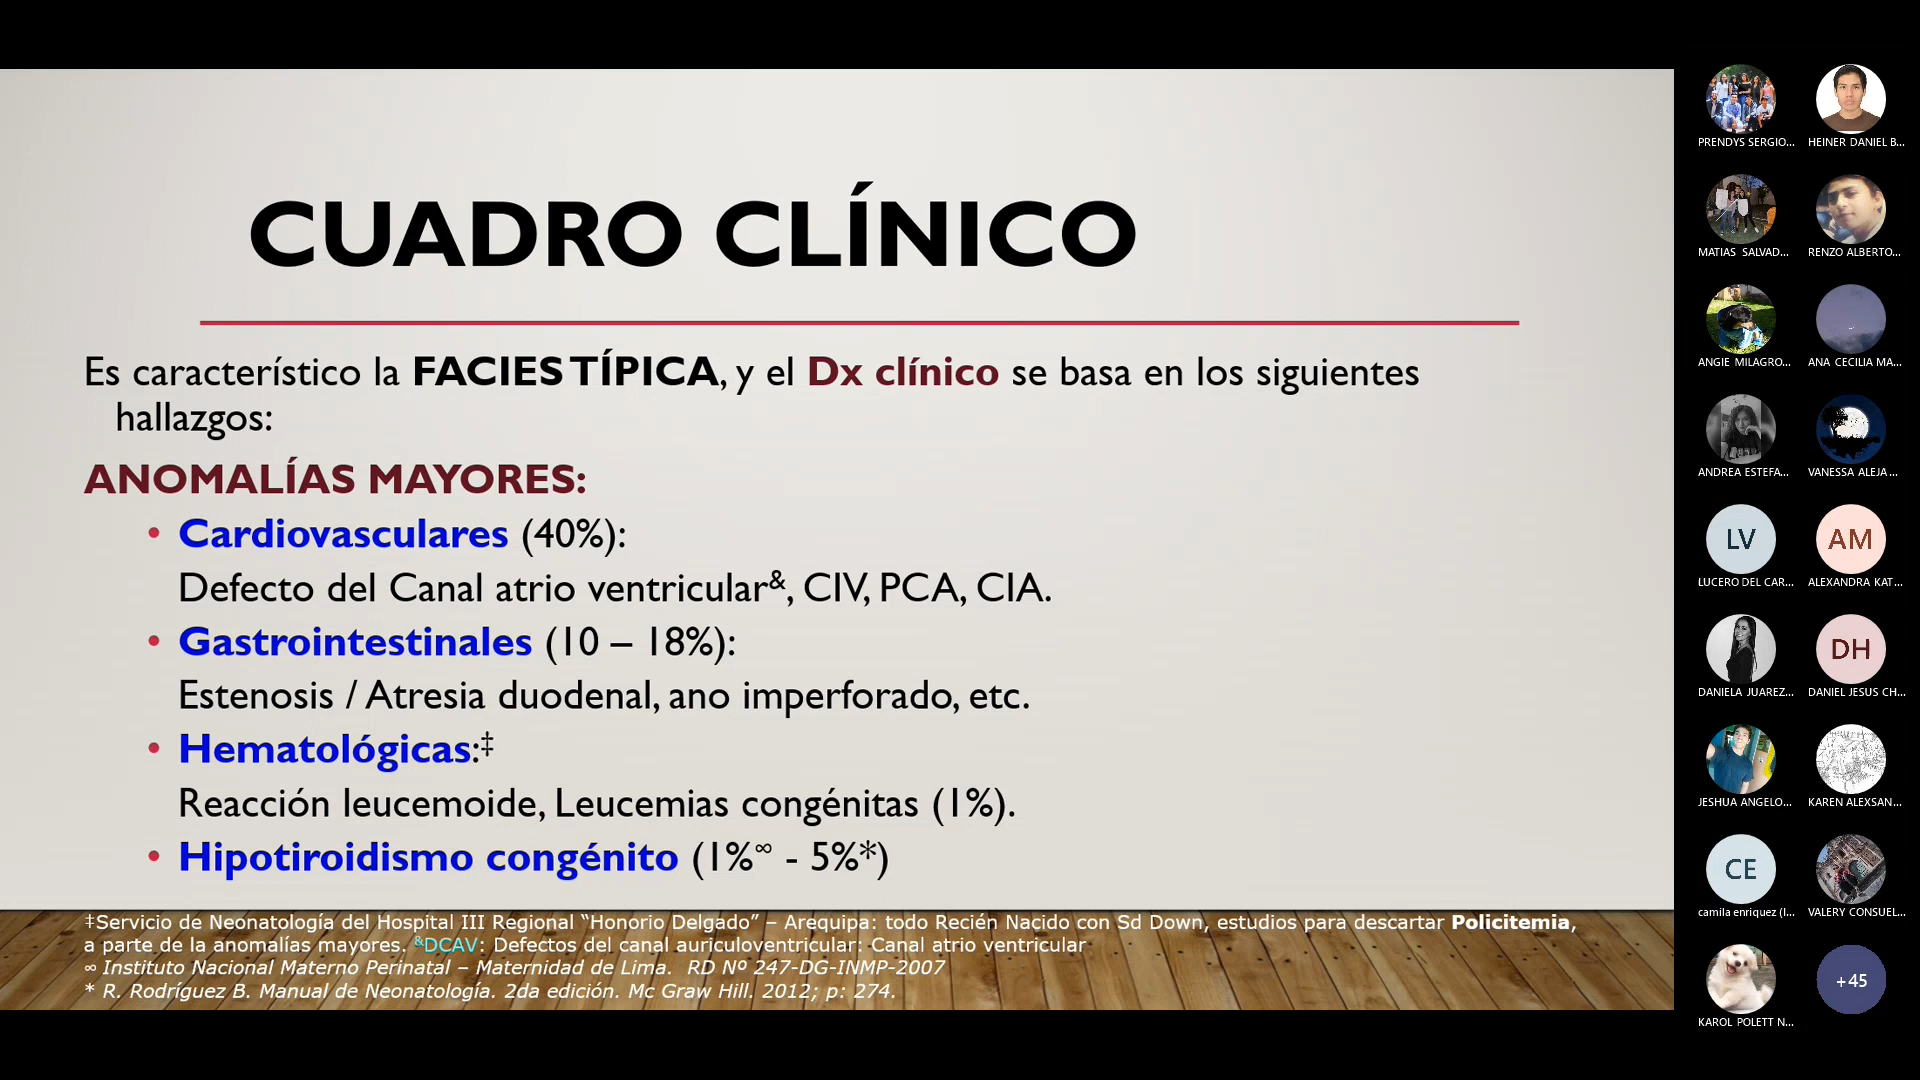 CUADRO CLÍNICO
Es característico la FACIES TÍPICA, y el Dx clínico se basa en los siguientes
hallazgos:
ANOMALÍAS MAYORES:
• Cardiovasculares (40%):
Defecto del Canal atrio ventricular&, CIV, PCA, CIA.
• Gastrointestinales (10 – 18%):
Estenosis / Atresia duodenal, ano imperforado, etc.
• Hematológicas:‡
Reacción leucemoide, Leucemias congénitas (1%).
• Hipotiroidismo congénito (1%∞ - 5%*)
‡Servicio de Neonatología del Hospital III Regional “Honorio Delgado” – Arequipa: todo Recién Nacido con Sd Down, estudios para descartar Policitemia,
a parte de la anomalías mayores. &DCAV: Defectos del canal auriculoventricular: Canal atrio ventricular
∞ Instituto Nacional Materno Perinatal – Maternidad de Lima. RD Nº 247-DG-INMP-2007
* R. Rodríguez B. Manual de Neonatología. 2da edición. Mc Graw Hill. 2012; p: 274.
PRENDYS SERGIO... HEINER DANIEL B...
MATIAS SALVAD... RENZO ALBERTO...
ANGIE MILAGRO... ANA CECILIA MA...
ANDREA ESTEFA... VANESSA ALEJA...
LV AM
LUCERO DEL CAR... ALEXANDRA KAT...
DH
DANIELA JUAREZ... DANIEL JESUS CH...
JESHUA ANGELO... KAREN ALEXSAN...
CE
camila enriquez (I... VALERY CONSUEL...
+45
KAROL POLETT N...